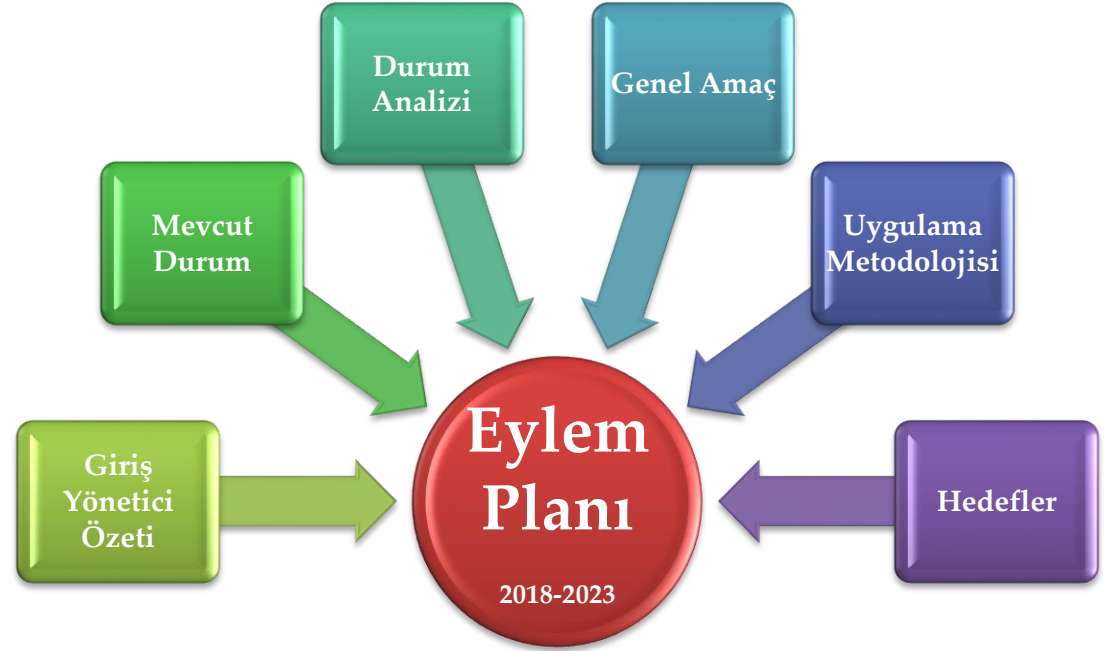 Durum
Analizi
Genel Amaç
Mevcut
Durum
Uygulama
Metodolojisi
Giriş
Yönetici
Özeti
Eylem
Planı
2018-2023
Hedefler